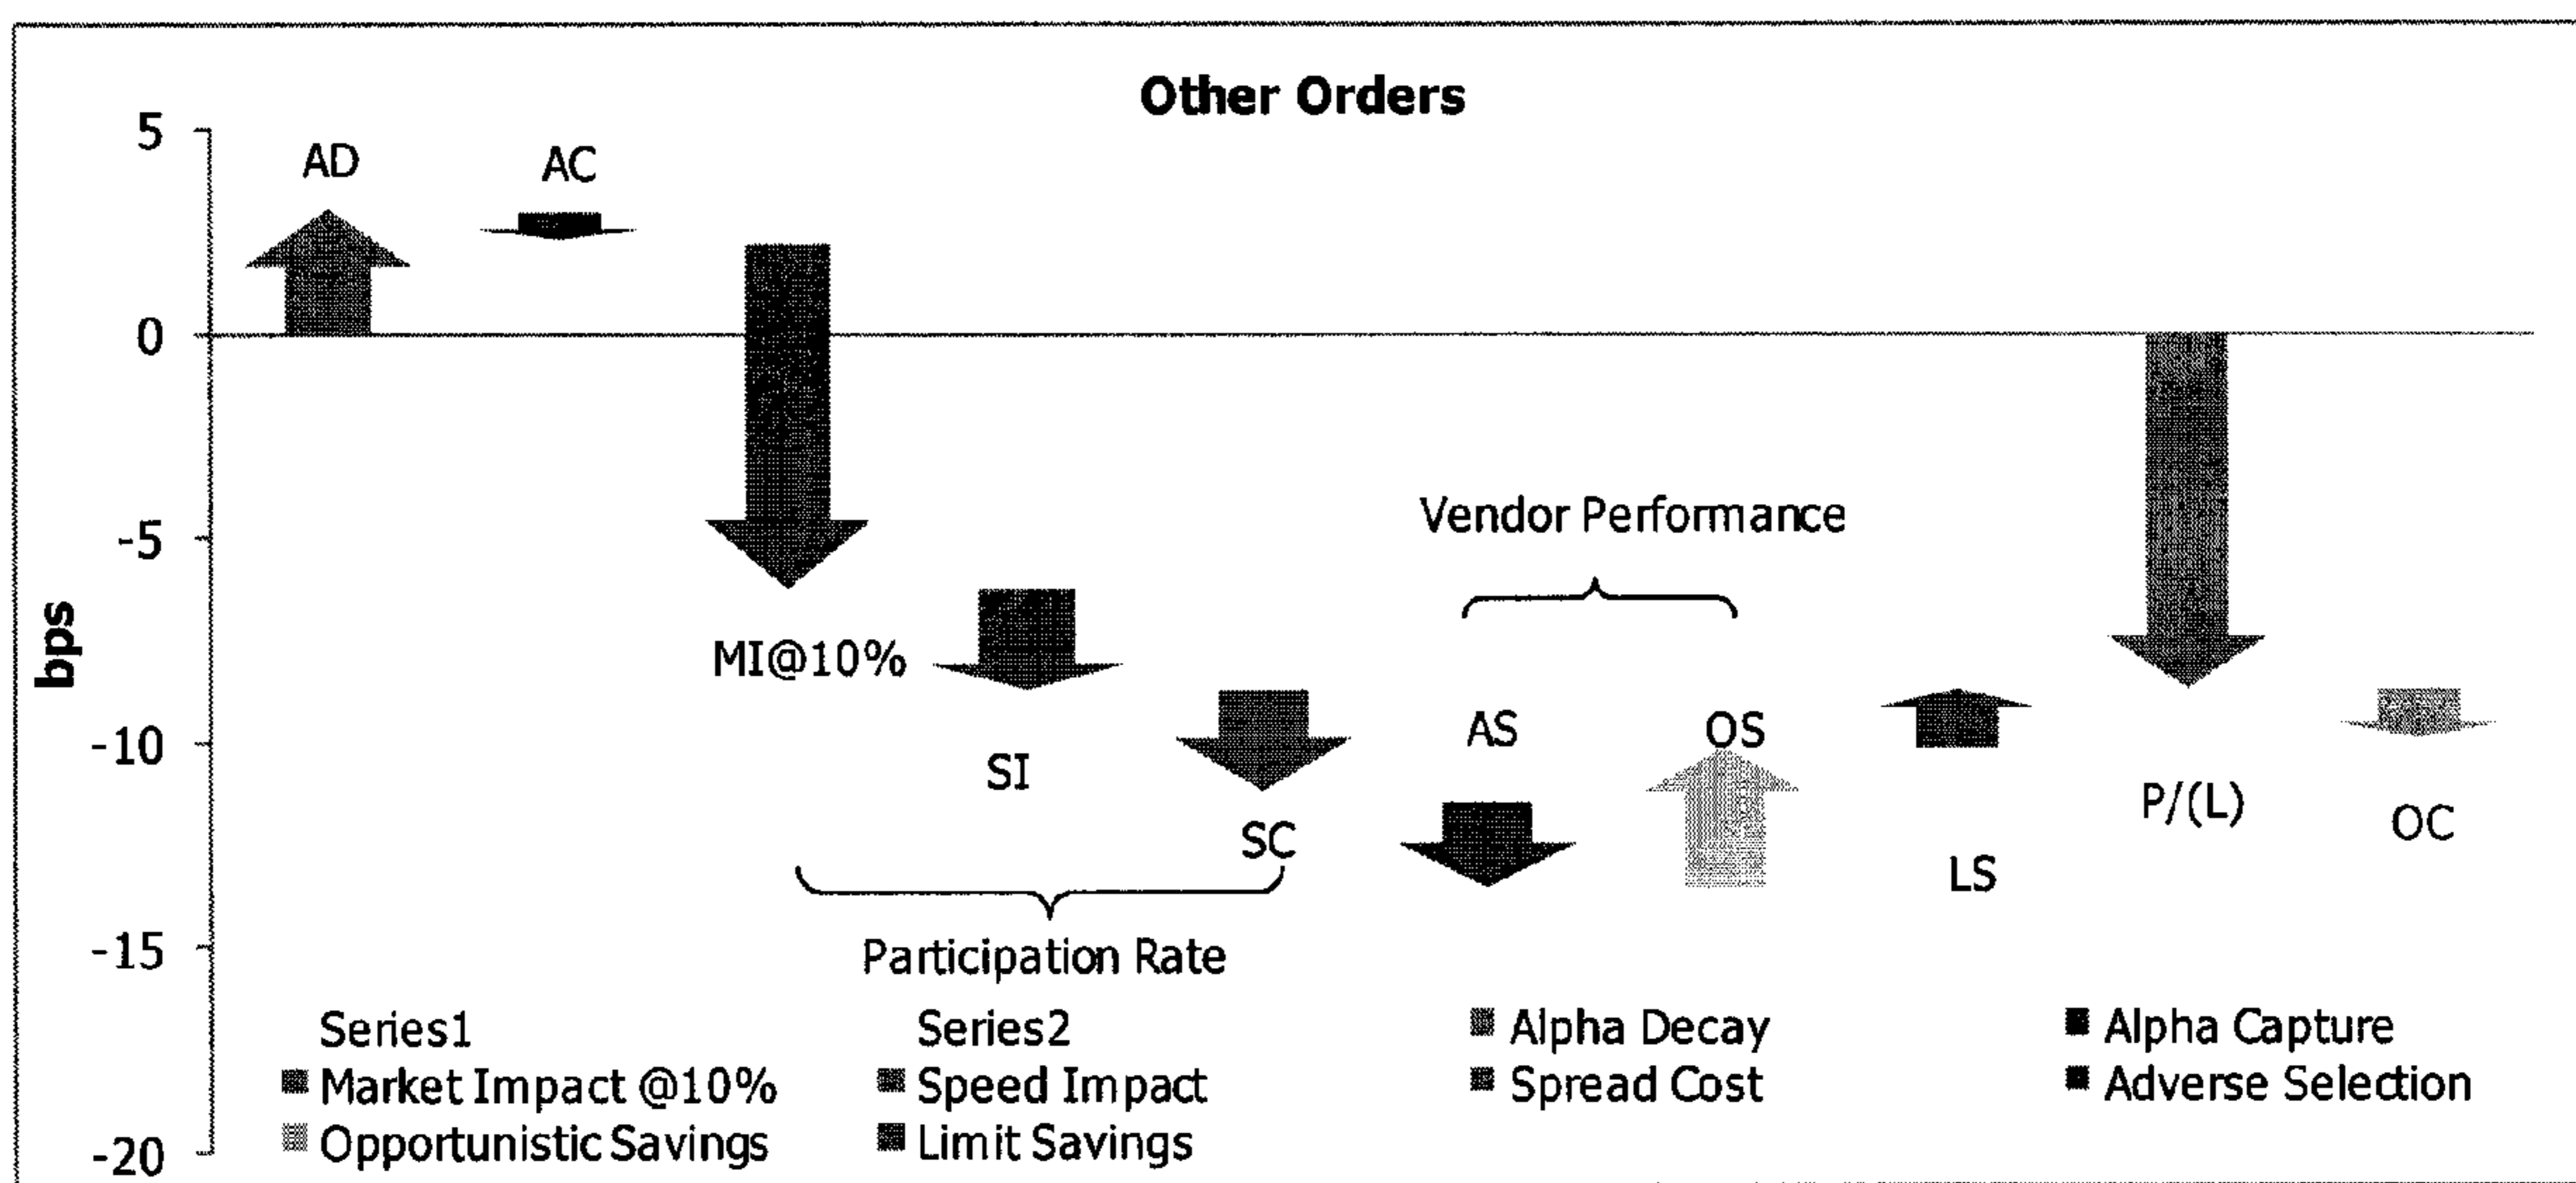 Other Orders
5
AD
AC
0
-5
Vendor Performance
bps
MI@10%
AS
OS
-10
SI
P/(L)
OC
SC
LS
-15
Participation Rate
Series1
Series2
Alpha Decay
Alpha Capture
Market Impact @10%
Speed Impact
Spread Cost
Adverse Selection
Opportunistic Savings
Limit Savings
-20